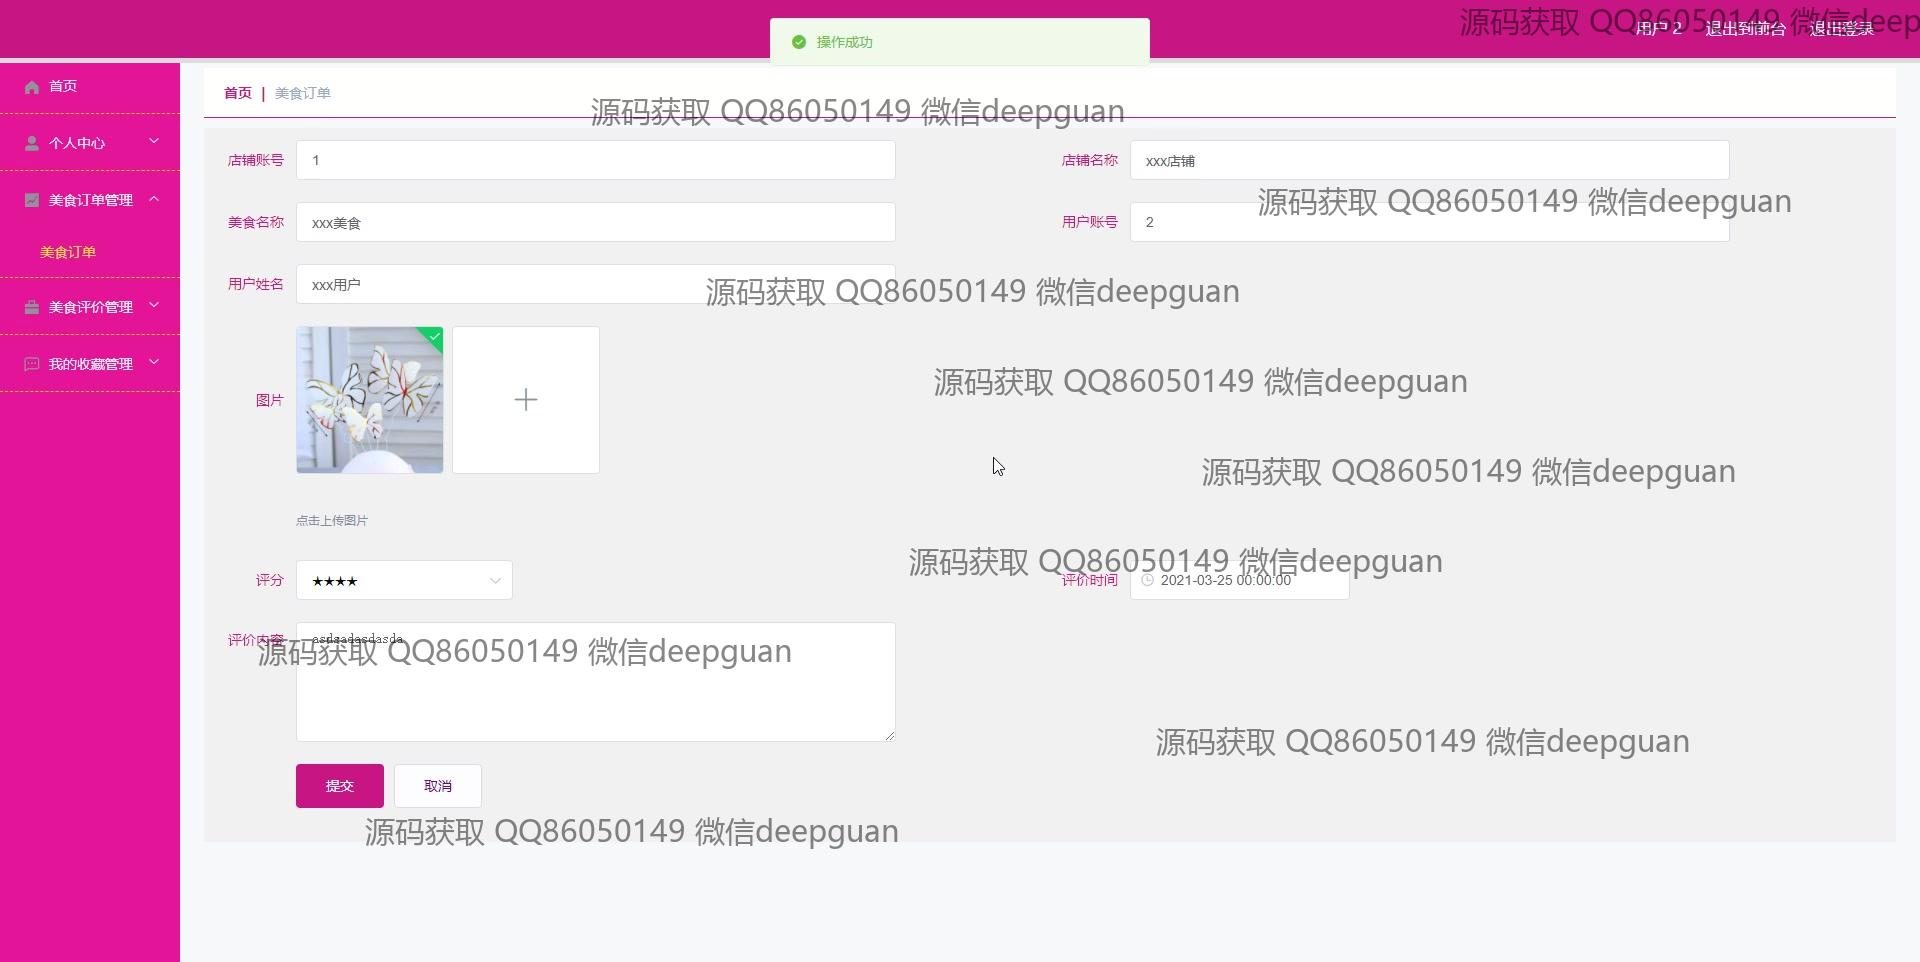 操作成功
用户 2 退出到前台 退出登录
源码获取 QQ86050149 微信deep
首页
个人中心
美食订单管理
美食订单
美食评价管理
我的收藏管理
首页 | 美食订单
源码获取 QQ86050149 微信deepguan
店铺账号 1
店铺名称 xxx店铺
源码获取 QQ86050149 微信deepguan
美食名称 xxx美食
用户账号 2
用户姓名 xxx用户
源码获取 QQ86050149 微信deepguan
图片
源码获取 QQ86050149 微信deepguan
源码获取 QQ86050149 微信deepguan
点击上传图片
源码获取 QQ86050149 微信deepguan
评分 ★★★★
评价时间 2021-03-25 00:00:00
评价内容
源码获取 QQ86050149 微信deepguan
源码获取 QQ86050149 微信deepguan
提交 取消
源码获取 QQ86050149 微信deepguan